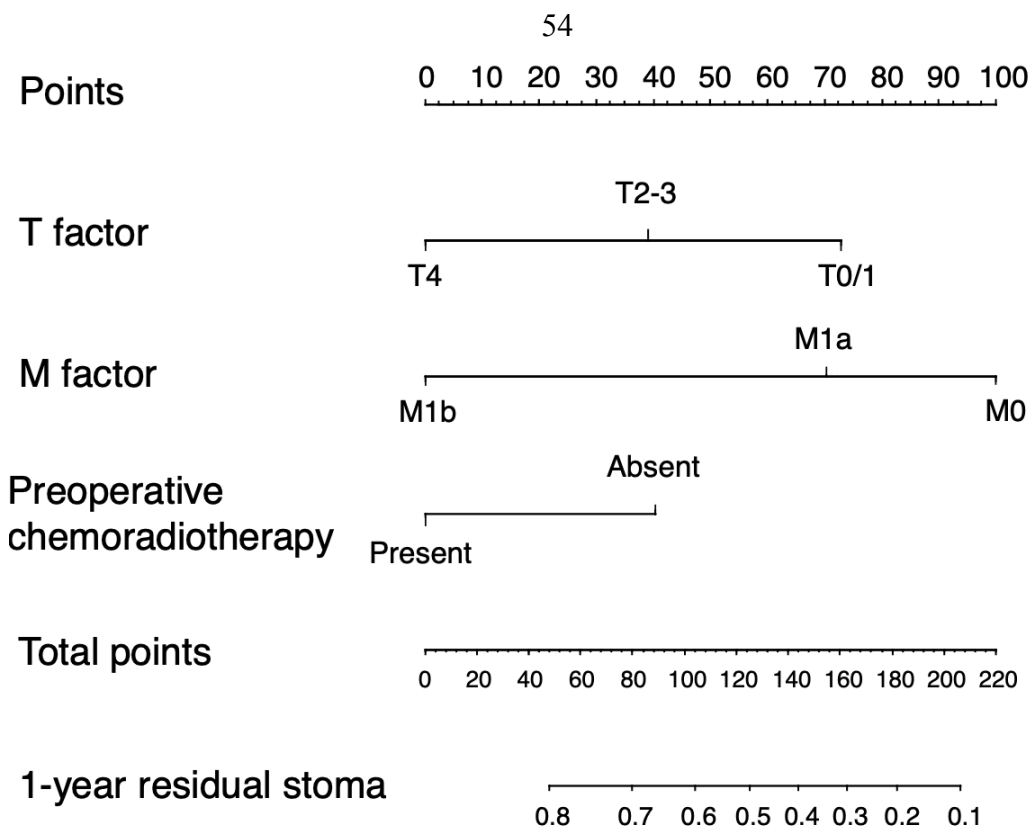 54
Points 0 10 20 30 40 50 60 70 80 90 100
T2-3
T factor
T4 T0/1
M1a
M factor
M1b M0
Absent
Preoperative
chemoradiotherapy
Present
Total points
0 20 40 60 80 100 120 140 160 180 200 220
1-year residual stoma
0.8 0.7 0.6 0.5 0.4 0.3 0.2 0.1